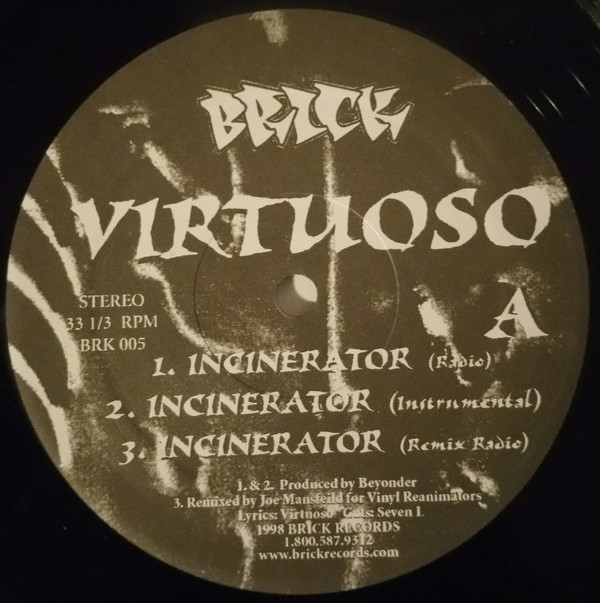 BRICK
VIRTUOSO
STEREO
33 1/3 RPM
BRK 005
A
1. INCINERATOR (Radio)
2. INCINERATOR (Instrumental)
3. INCINERATOR (Remix Radio)
1. & 2. Produced by Beyonder
3. Remixed by Joe Mansfeild for Vinyl Reanimators
Lyrics: Virtuoso Cuts: Seven L
1998 BRICK RECORDS
1.800.587.9312
www.brickrecords.com